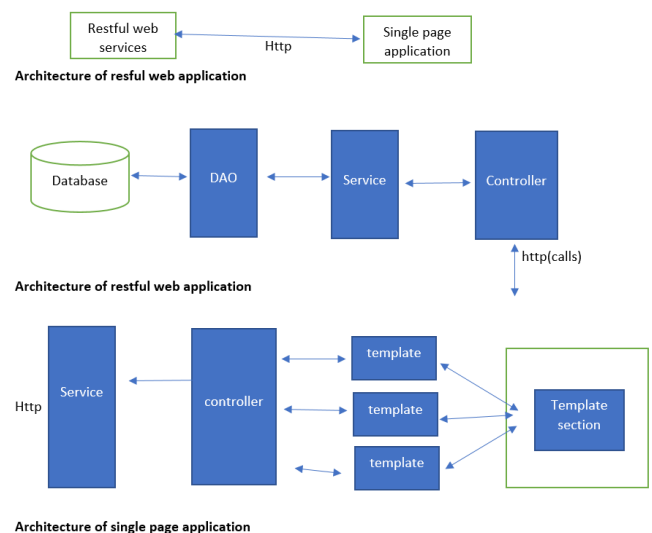 Restful web
services
Http
Single page
application
Architecture of resful web application
Database
DAO
Service
Controller
http(calls)
Architecture of restful web application
Http
Service
controller
template
template
template
Template
section
Architecture of single page application